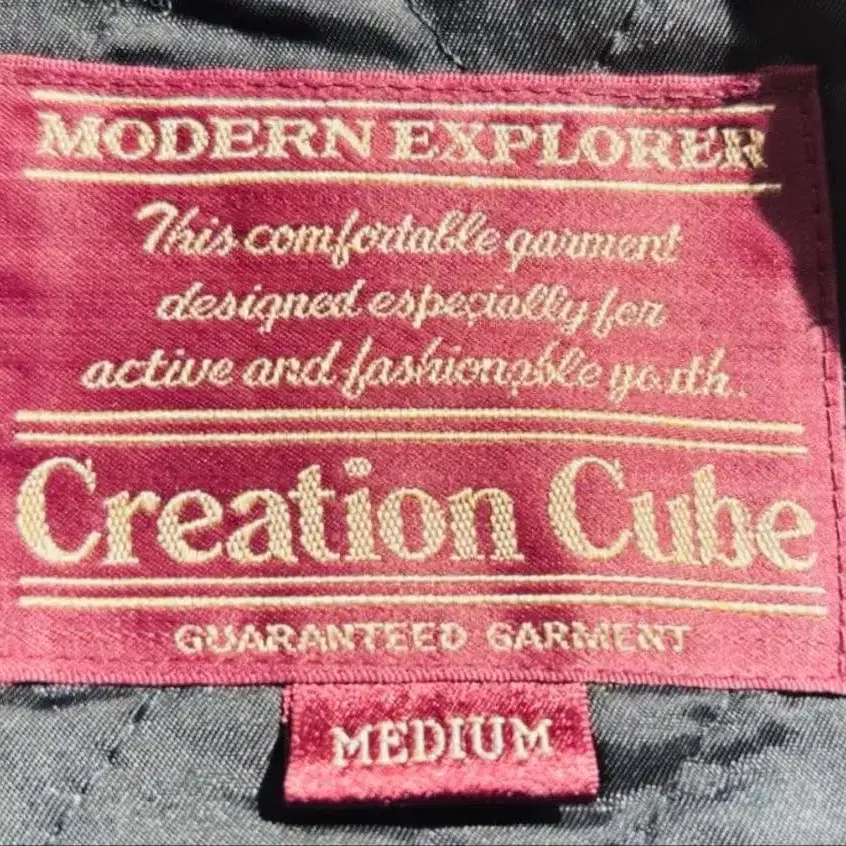 MODERN EXPLORER
This comfortable garment
designed especially for
active and fashionable youth.
Creation Cube
GUARANTEED GARMENT
MEDIUM